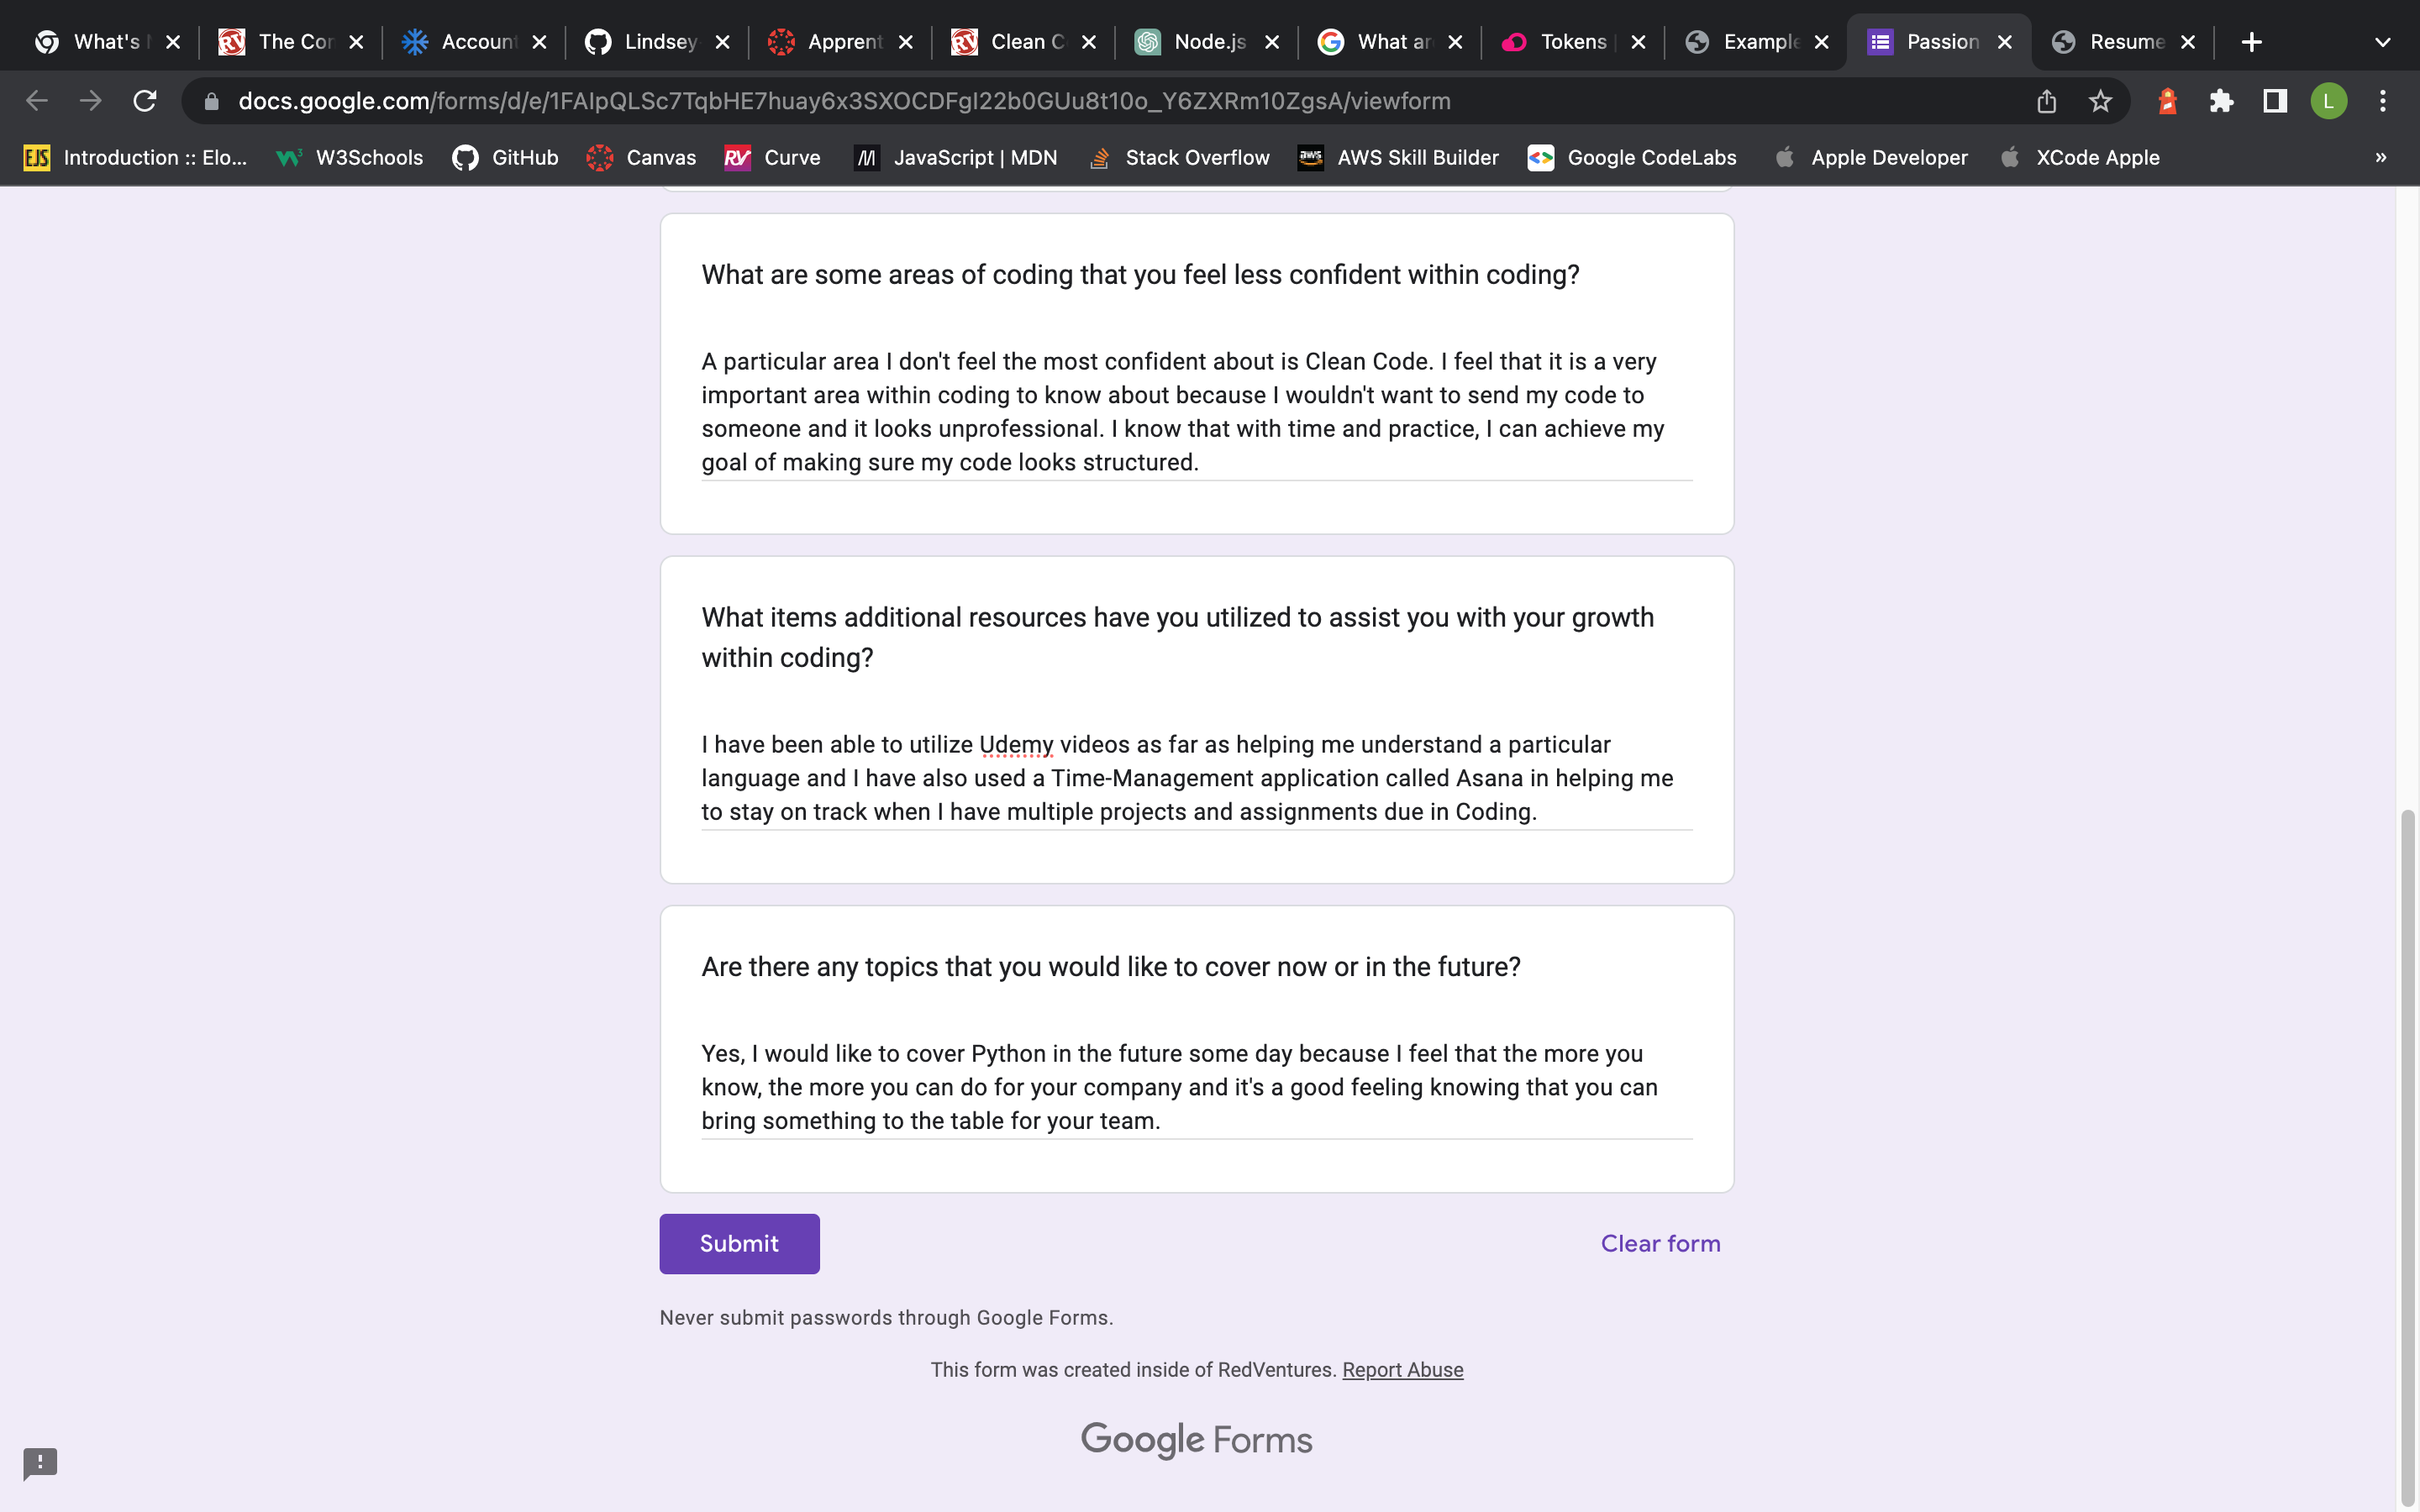 What's The Cor Account Lindsey Apprent Clean C Node.js What ar Tokens Example Passion Resume
docs.google.com/forms/d/e/1FAIpQLSc7TqbHE7huay6x3SXOCDFgI22b0GUu8t10o_Y6ZXRm10ZgsA/viewform L
EJS Introduction :: Elo... W3Schools GitHub Canvas RV Curve JavaScript | MDN Stack Overflow aws AWS Skill Builder Google CodeLabs Apple Developer XCode Apple »
What are some areas of coding that you feel less confident within coding?
A particular area I don't feel the most confident about is Clean Code. I feel that it is a very
important area within coding to know about because I wouldn't want to send my code to
someone and it looks unprofessional. I know that with time and practice, I can achieve my
goal of making sure my code looks structured.
What items additional resources have you utilized to assist you with your growth
within coding?
I have been able to utilize Udemy videos as far as helping me understand a particular
language and I have also used a Time-Management application called Asana in helping me
to stay on track when I have multiple projects and assignments due in Coding.
Are there any topics that you would like to cover now or in the future?
Yes, I would like to cover Python in the future some day because I feel that the more you
know, the more you can do for your company and it's a good feeling knowing that you can
bring something to the table for your team.
Submit Clear form
Never submit passwords through Google Forms.
This form was created inside of RedVentures. Report Abuse
Google Forms